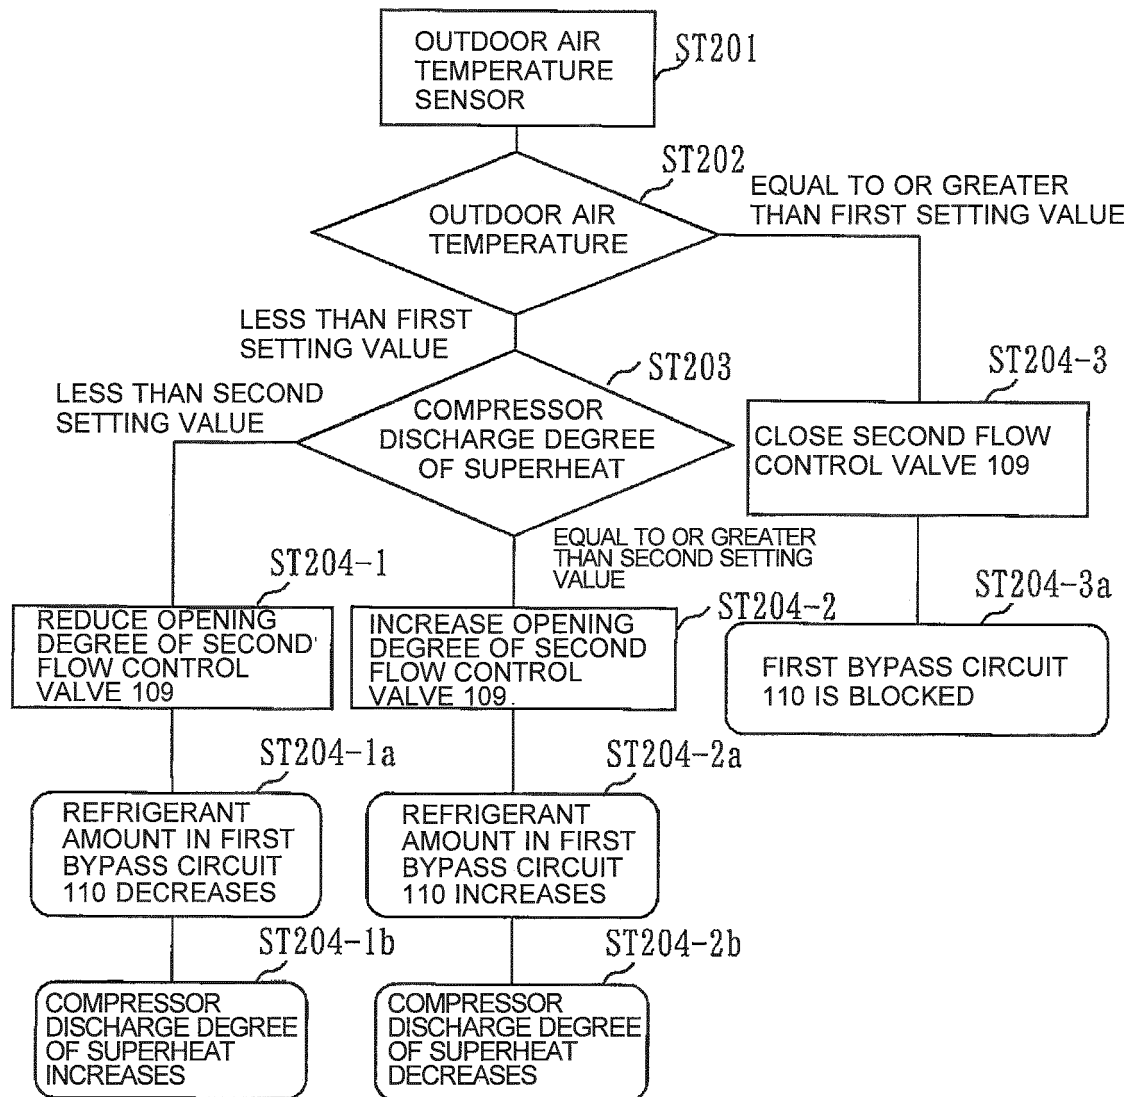 OUTDOOR AIR
TEMPERATURE
SENSOR
ST201
ST202
OUTDOOR AIR
TEMPERATURE
EQUAL TO OR GREATER
THAN FIRST SETTING VALUE
LESS THAN FIRST
SETTING VALUE
ST203
COMPRESSOR
DISCHARGE DEGREE
OF SUPERHEAT
LESS THAN SECOND
SETTING VALUE
ST204-3
CLOSE SECOND FLOW
CONTROL VALVE 109
EQUAL TO OR GREATER
THAN SECOND SETTING
VALUE
ST204-1
REDUCE OPENING
DEGREE OF SECOND
FLOW CONTROL
VALVE 109
ST204-2
INCREASE OPENING
DEGREE OF SECOND
FLOW CONTROL
VALVE 109
ST204-3a
FIRST BYPASS CIRCUIT
110 IS BLOCKED
ST204-1a
REFRIGERANT
AMOUNT IN FIRST
BYPASS CIRCUIT
110 DECREASES
ST204-2a
REFRIGERANT
AMOUNT IN FIRST
BYPASS CIRCUIT
110 INCREASES
ST204-1b
COMPRESSOR
DISCHARGE DEGREE
OF SUPERHEAT
INCREASES
ST204-2b
COMPRESSOR
DISCHARGE DEGREE
OF SUPERHEAT
DECREASES